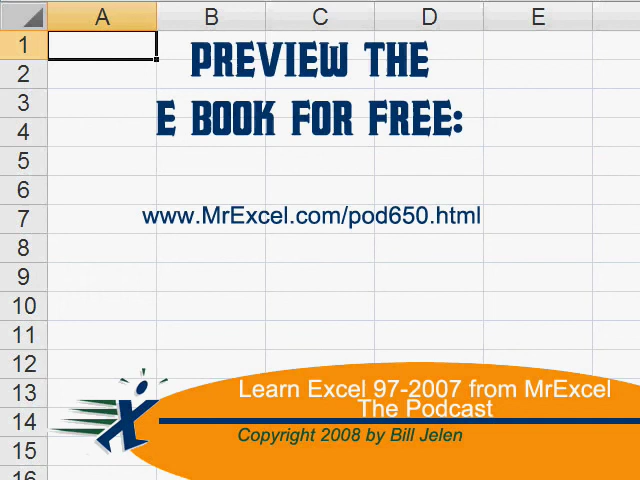 A B C D E
1
PREVIEW THE
2
3
E BOOK FOR FREE:
4
5
6
www.MrExcel.com/pod650.html
7
8
9
10
11
12
Learn Excel 97-2007 from MrExcel
13
The Podcast
14
Copyright 2008 by Bill Jelen
15
16